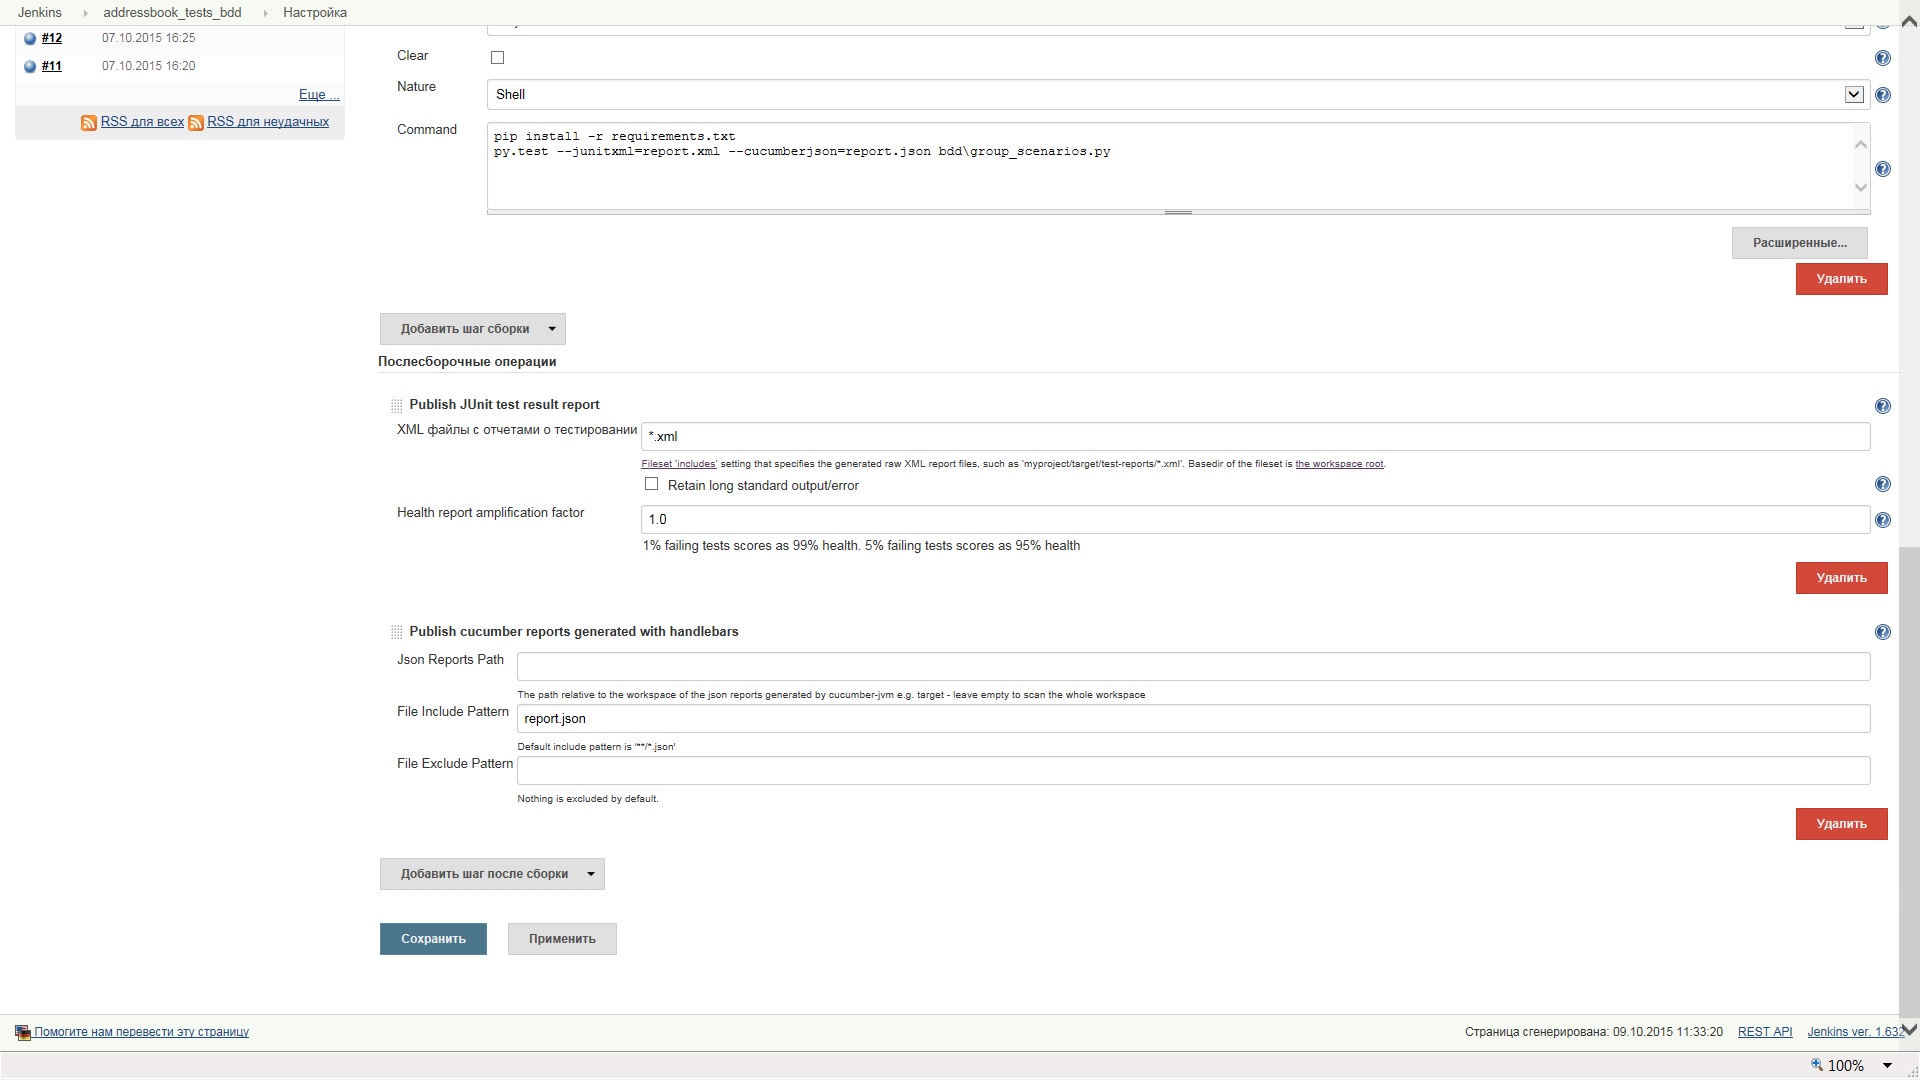 Jenkins addressbook_tests_bdd Настройка
#12 07.10.2015 16:25
#11 07.10.2015 16:20
Еще ...
RSS для всех RSS для неудачных
Clear
Nature Shell
Command
pip install -r requirements.txt
py.test --junitxml=report.xml --cucumberjson=report.json bdd\group_scenarios.py
Расширенные...
Удалить
Добавить шаг сборки
Послесборочные операции
Publish JUnit test result report
XML файлы с отчетами о тестировании *.xml
Fileset 'includes' setting that specifies the generated raw XML report files, such as 'myproject/target/test-reports/*.xml'. Basedir of the fileset is the workspace root.
Retain long standard output/error
Health report amplification factor 1.0
1% failing tests scores as 99% health. 5% failing tests scores as 95% health
Удалить
Publish cucumber reports generated with handlebars
Json Reports Path
The path relative to the workspace of the json reports generated by cucumber-jvm e.g. target - leave empty to scan the whole workspace
File Include Pattern report.json
Default include pattern is '**/*.json'
File Exclude Pattern
Nothing is excluded by default.
Удалить
Добавить шаг после сборки
Сохранить Применить
Помогите нам перевести эту страницу Страница сгенерирована: 09.10.2015 11:33:20 REST API Jenkins ver. 1.632
100%